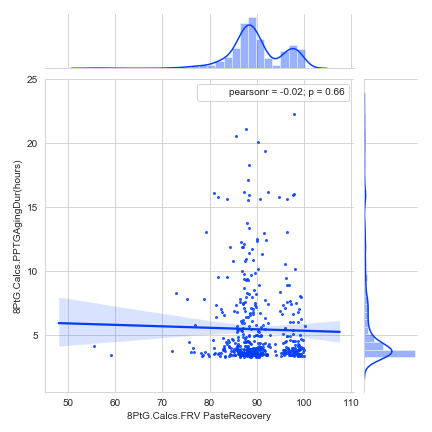 pearsonr = -0.02; p = 0.66
25
20
15
10
5
8PtG.Calcs.PPTGAgingDur(hours)
50 60 70 80 90 100 110
8PtG.Calcs.FRV PasteRecovery